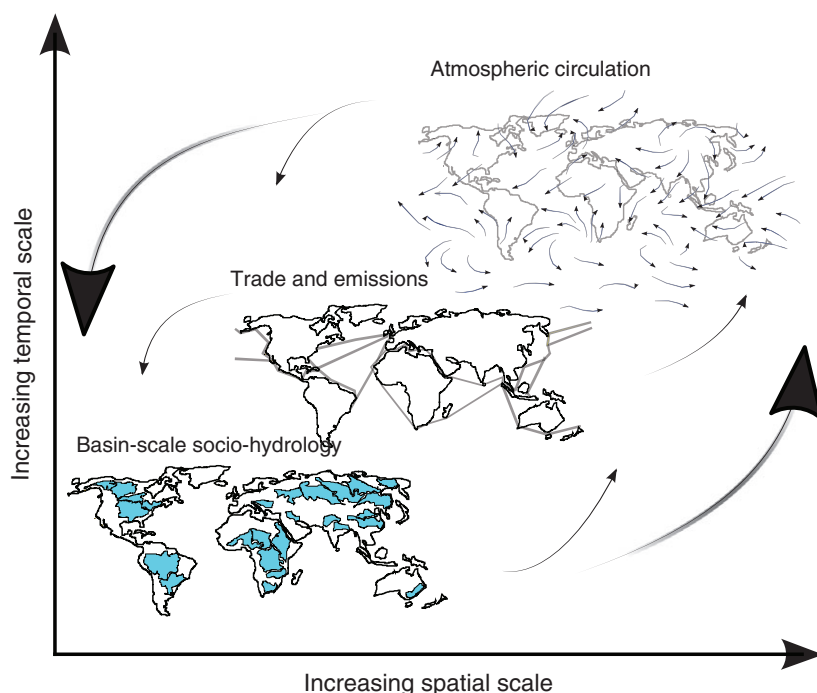 Atmospheric circulation
Trade and emissions
Basin-scale socio-hydrology
Increasing temporal scale
Increasing spatial scale